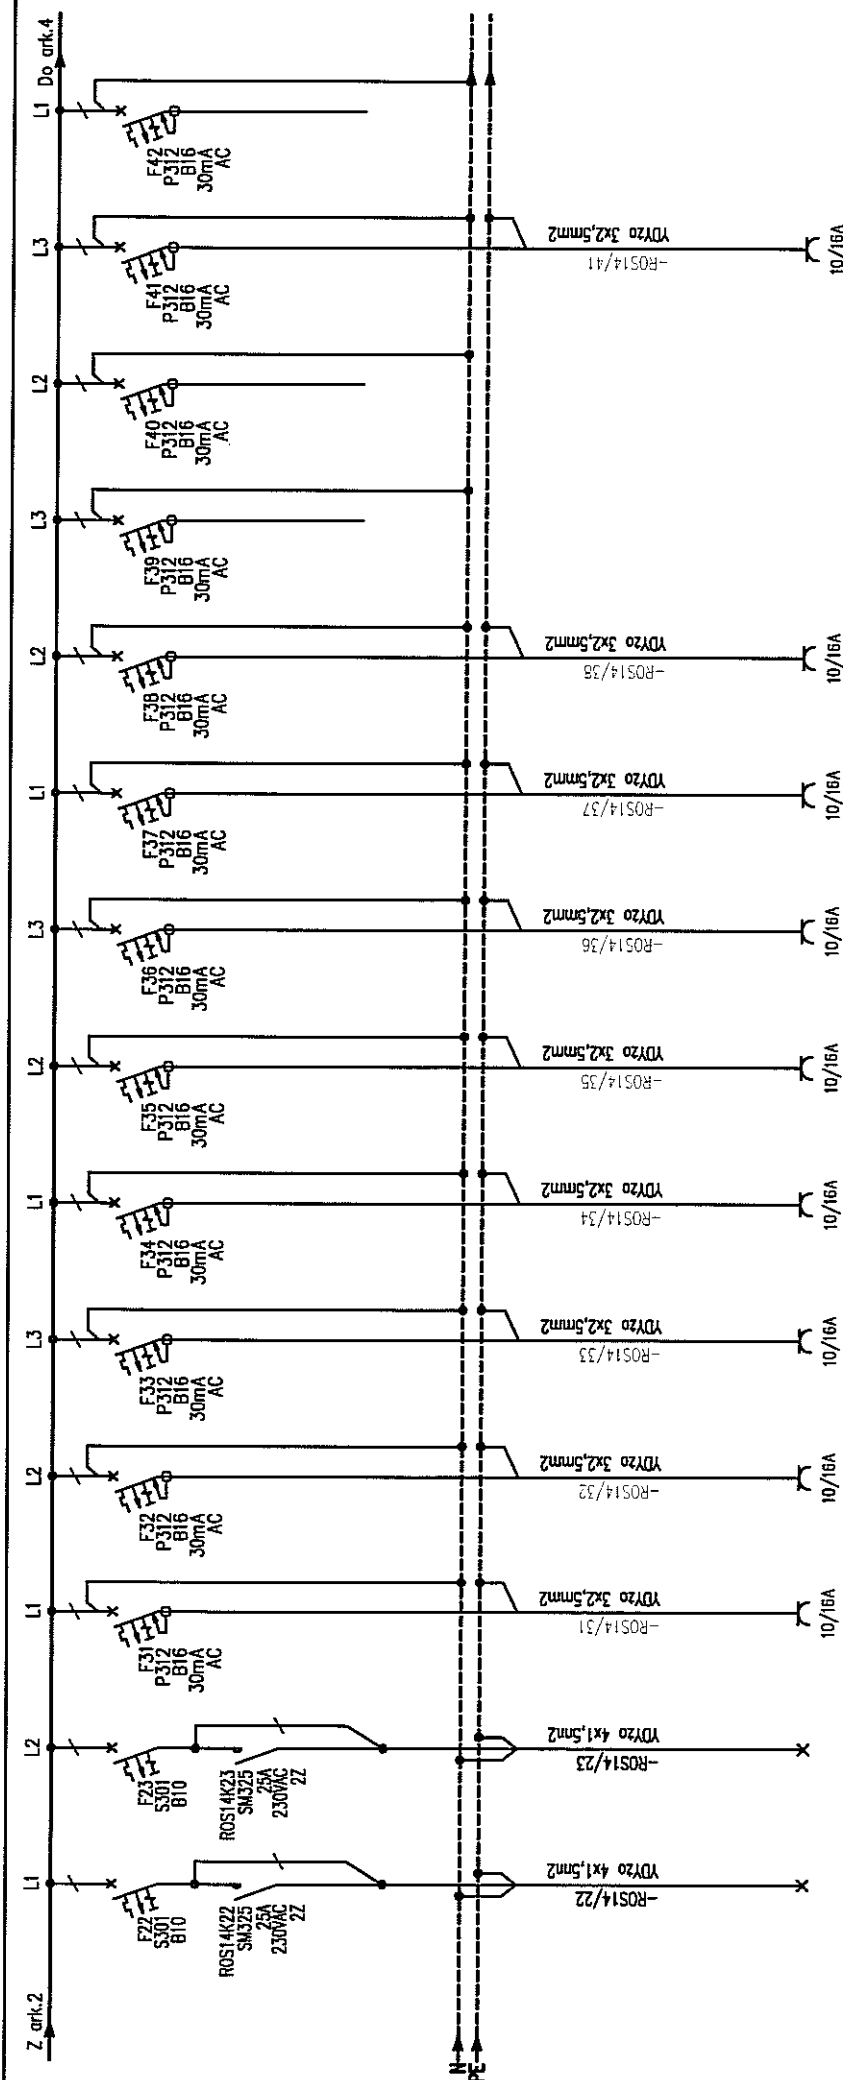 Z ark.2
L1
F22
S301
B10
ROS14K22
SM325
25A
230VAC
2Z
-ROS14/22
YDYżo 4x1,5mm2
L2
F23
S301
B10
ROS14K23
SM325
25A
230VAC
2Z
-ROS14/23
YDYżo 4x1,5mm2
L1
F31
P312
B16
30mA
AC
-ROS14/31
YDYżo 3x2,5mm2
10/16A
L2
F32
P312
B16
30mA
AC
-ROS14/32
YDYżo 3x2,5mm2
10/16A
L3
F33
P312
B16
30mA
AC
-ROS14/33
YDYżo 3x2,5mm2
10/16A
L1
F34
P312
B16
30mA
AC
-ROS14/34
YDYżo 3x2,5mm2
10/16A
L2
F35
P312
B16
30mA
AC
-ROS14/35
YDYżo 3x2,5mm2
10/16A
L3
F36
P312
B16
30mA
AC
-ROS14/36
YDYżo 3x2,5mm2
10/16A
L1
F37
P312
B16
30mA
AC
-ROS14/37
YDYżo 3x2,5mm2
10/16A
L2
F38
P312
B16
30mA
AC
-ROS14/38
YDYżo 3x2,5mm2
10/16A
L3
F39
P312
B16
30mA
AC
L2
F40
P312
B16
30mA
AC
L3
F41
P312
B16
30mA
AC
-ROS14/41
YDYżo 3x2,5mm2
10/16A
L1
F42
P312
B16
30mA
AC
Do ark.4
N
PE